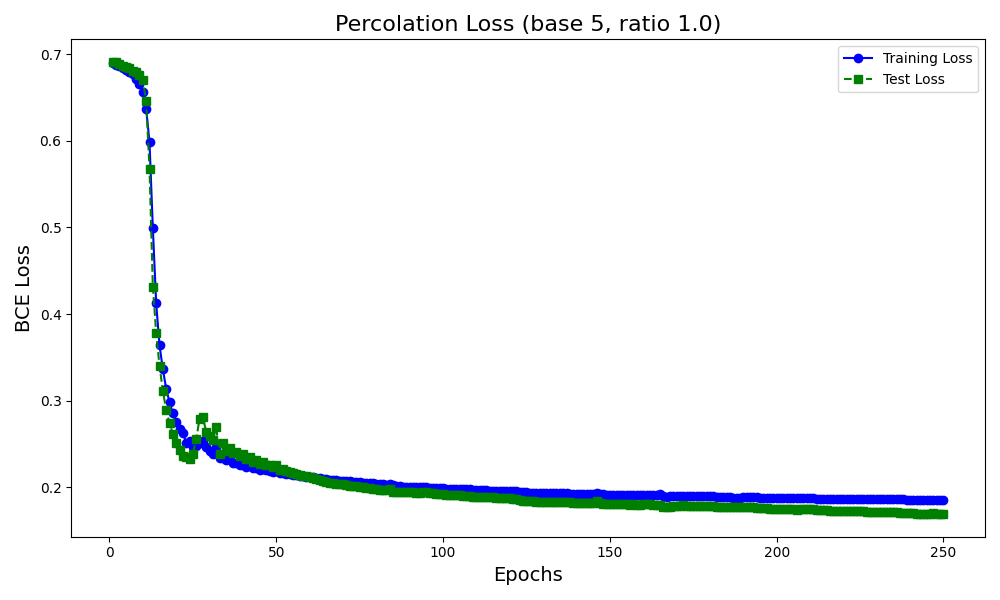 Percolation Loss (base 5, ratio 1.0)
Training Loss
Test Loss
BCE Loss
0.7
0.6
0.5
0.4
0.3
0.2
0 50 100 150 200 250
Epochs